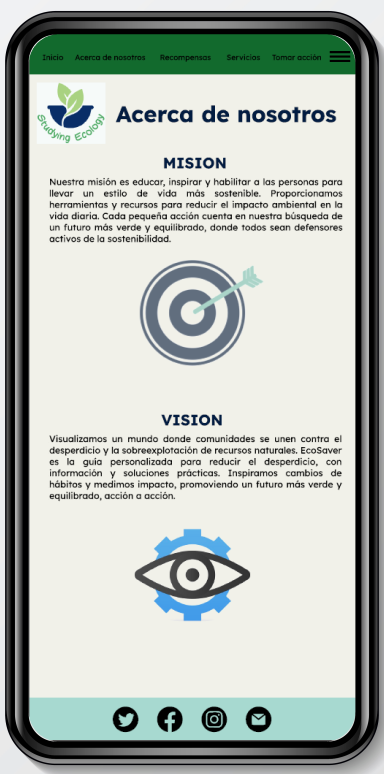 Inicio Acerca de nosotros Recompensas Servicios Tomar acción
Studying Ecology
Acerca de nosotros
MISION
Nuestra misión es educar, inspirar y habilitar a las personas para
llevar un estilo de vida más sostenible. Proporcionamos
herramientas y recursos para reducir el impacto ambiental en la
vida diaria. Cada pequeña acción cuenta en nuestra búsqueda de
un futuro más verde y equilibrado, donde todos sean defensores
activos de la sostenibilidad.
VISION
Visualizamos un mundo donde comunidades se unen contra el
desperdicio y la sobreexplotación de recursos naturales. EcoSaver
es la guía personalizada para reducir el desperdicio, con
información y soluciones prácticas. Inspiramos cambios de
hábitos y medimos impacto, promoviendo un futuro más verde y
equilibrado, acción a acción.